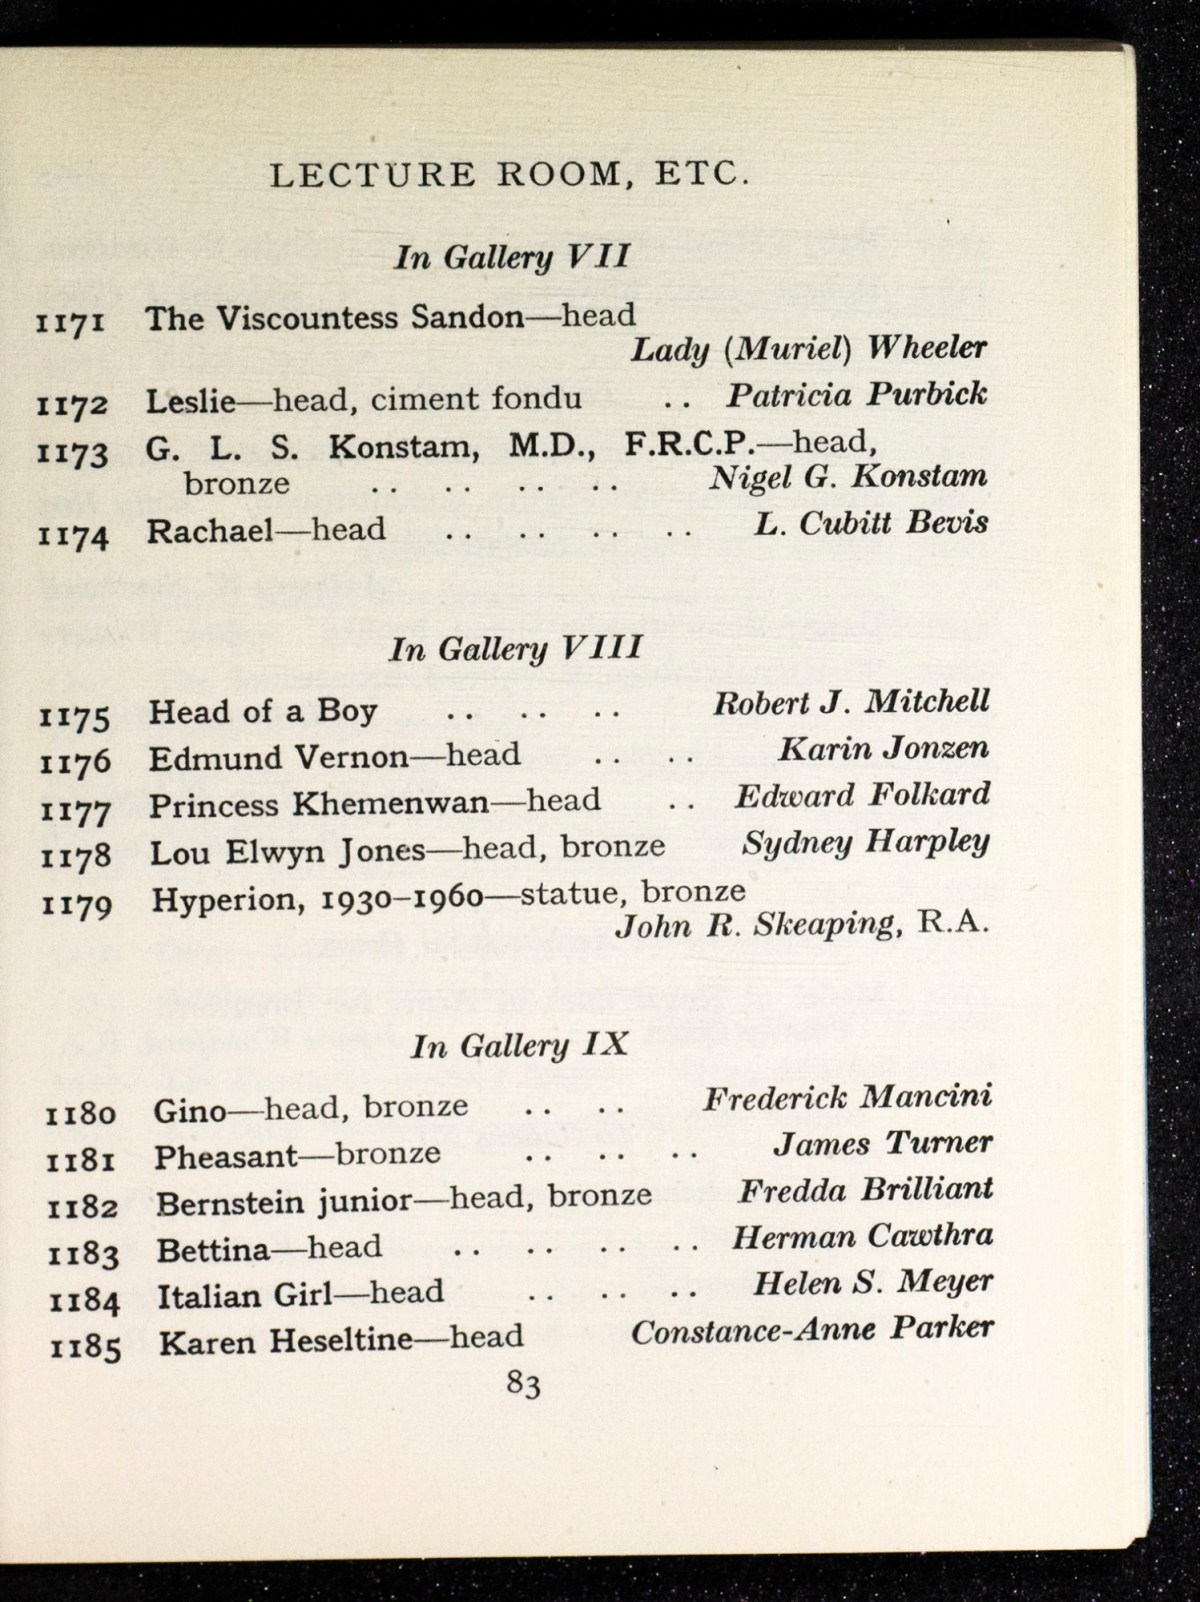 LECTURE ROOM, ETC.
In Gallery VII
1171 The Viscountess Sandon—head
Lady (Muriel) Wheeler
1172 Leslie—head, ciment fondu .. Patricia Purbick
1173 G. L. S. Konstam, M.D., F.R.C.P.—head,
bronze .. .. .. .. Nigel G. Konstam
1174 Rachael—head .. .. .. .. L. Cubitt Bevis
In Gallery VIII
1175 Head of a Boy .. .. .. Robert J. Mitchell
1176 Edmund Vernon—head .. .. Karin Jonzen
1177 Princess Khemenwan—head .. Edward Folkard
1178 Lou Elwyn Jones—head, bronze Sydney Harpley
1179 Hyperion, 1930–1960—statue, bronze
John R. Skeaping, R.A.
In Gallery IX
1180 Gino—head, bronze .. .. Frederick Mancini
1181 Pheasant—bronze .. .. .. James Turner
1182 Bernstein junior—head, bronze Fredda Brilliant
1183 Bettina—head .. .. .. .. Herman Cawthra
1184 Italian Girl—head .. .. .. Helen S. Meyer
1185 Karen Heseltine—head Constance-Anne Parker
83